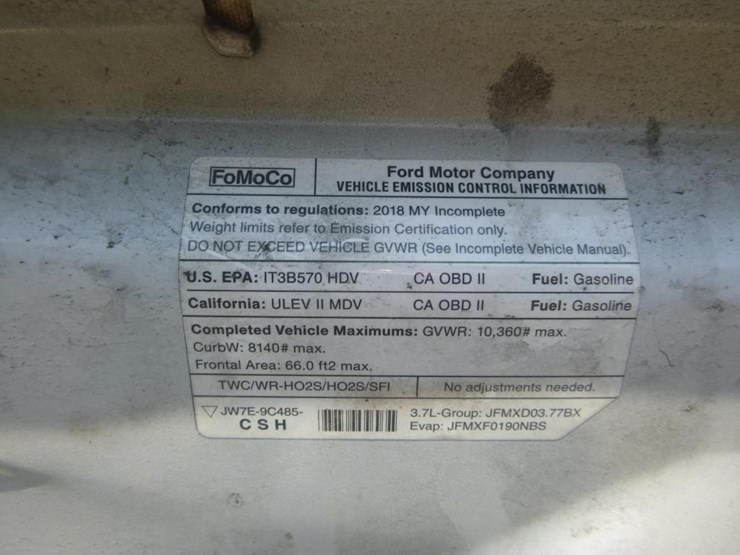 FoMoCo
Ford Motor Company
VEHICLE EMISSION CONTROL INFORMATION
Conforms to regulations: 2018 MY Incomplete
Weight limits refer to Emission Certification only.
DO NOT EXCEED VEHICLE GVWR (See Incomplete Vehicle Manual).
U.S. EPA: IT3B570 HDV CA OBD II Fuel: Gasoline
California: ULEV II MDV CA OBD II Fuel: Gasoline
Completed Vehicle Maximums: GVWR: 10,360# max.
CurbW: 8140# max.
Frontal Area: 66.0 ft2 max.
TWC/WR-HO2S/HO2S/SFI No adjustments needed.
JW7E-9C485-
C S H
3.7L-Group: JFMXD03.77BX
Evap: JFMXF0190NBS